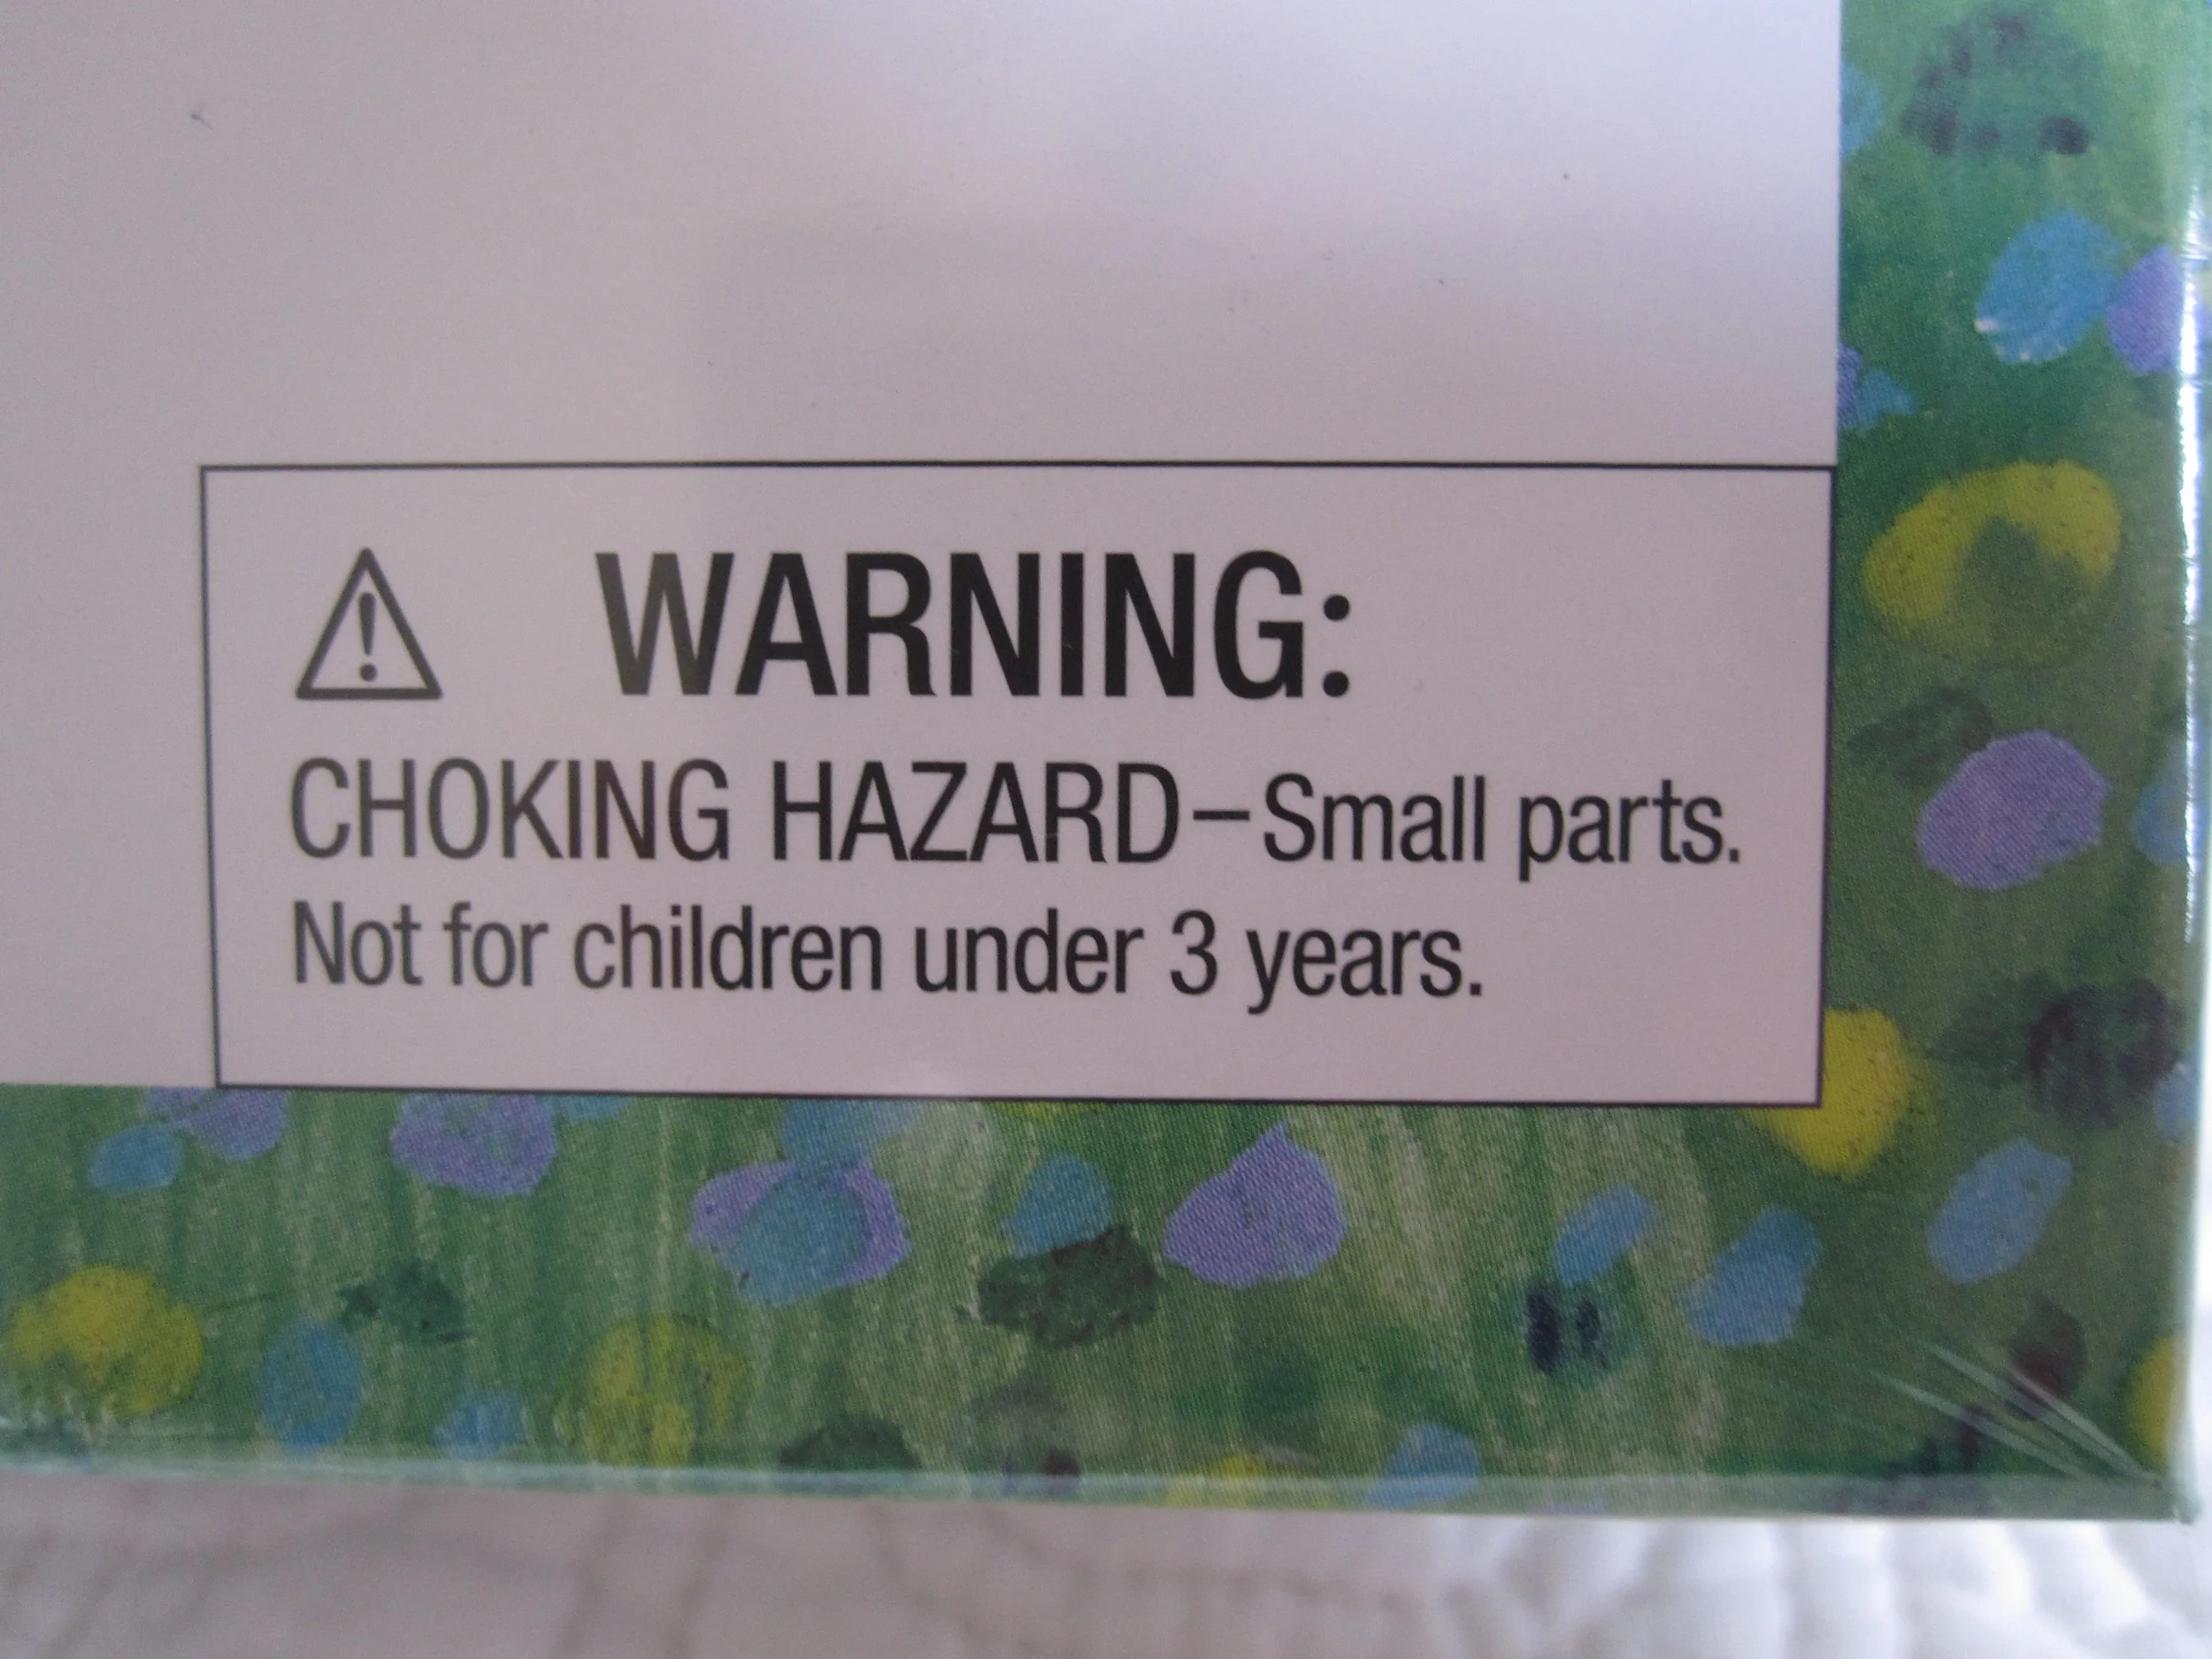 WARNING:
CHOKING HAZARD–Small parts.
Not for children under 3 years.